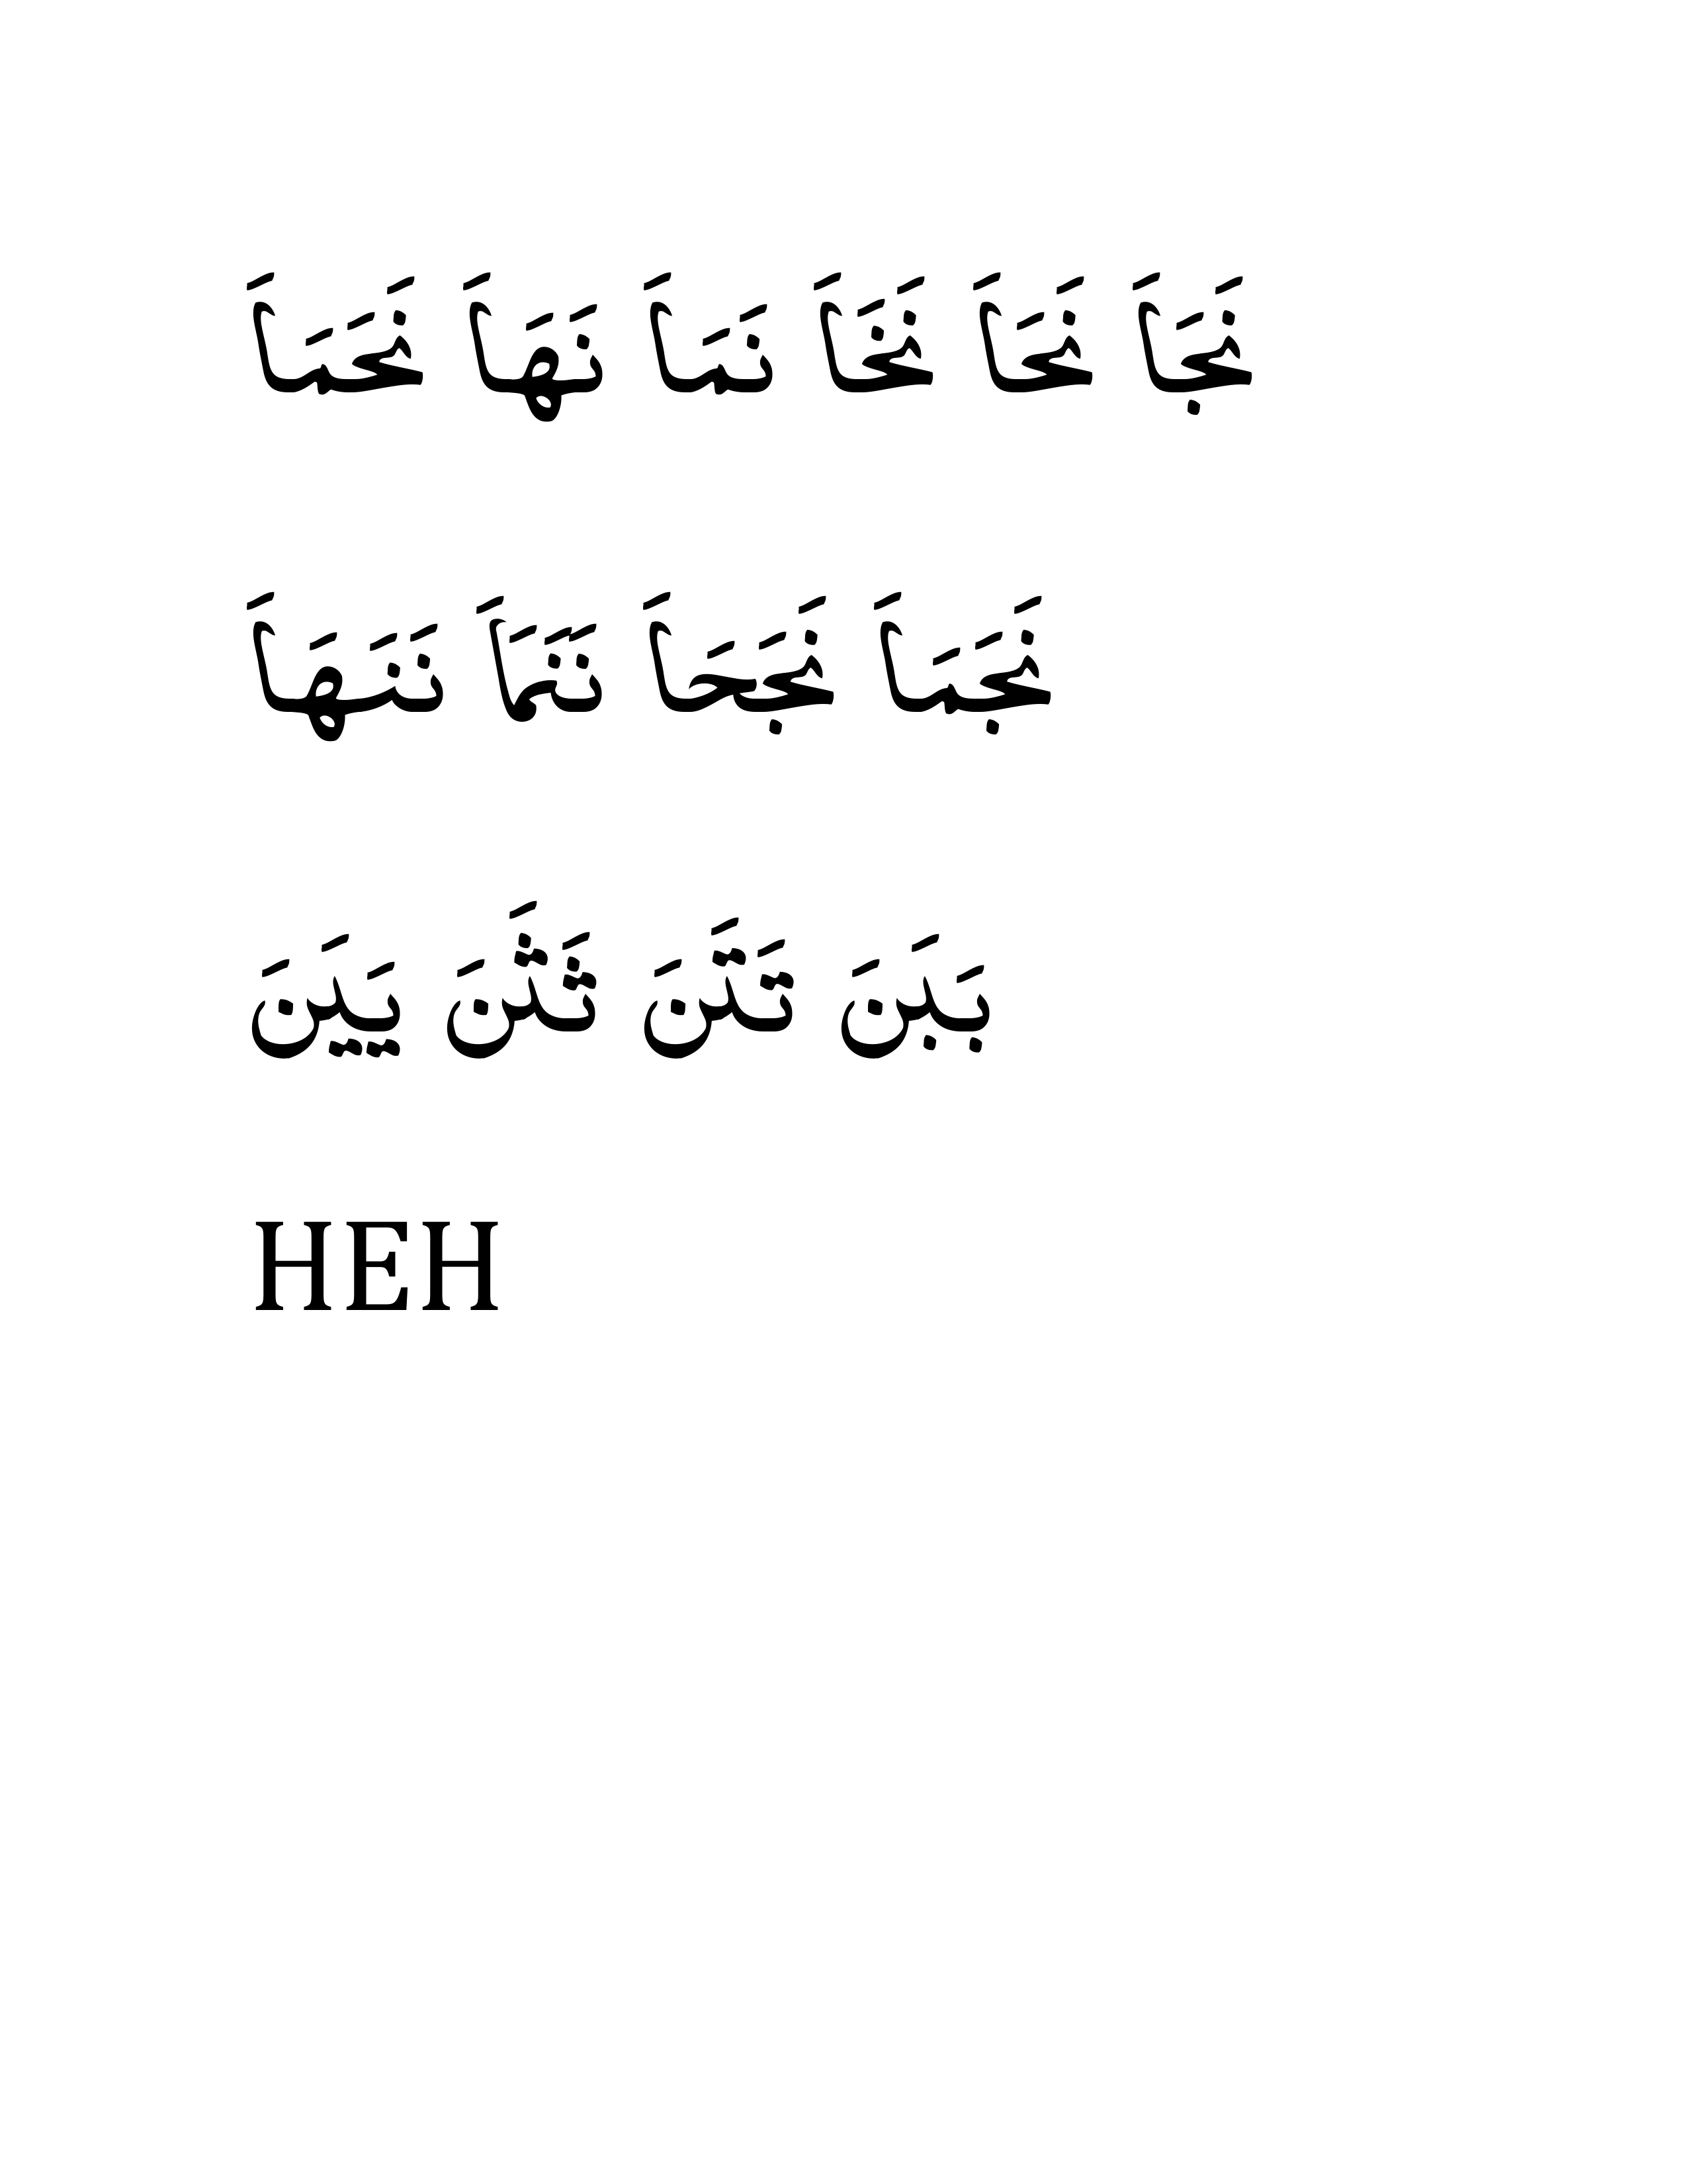 نَجَاَ نَحَاَ نَخَاَ نَمَاَ نَهَاَ نَحَمَاَ
نَجَمَاَ نَجَحَاَ نَنَمَاَ نَنَهَاَ
بَبَنَ تَتَنَ ثَثَنَ يَيَنَ
HEH